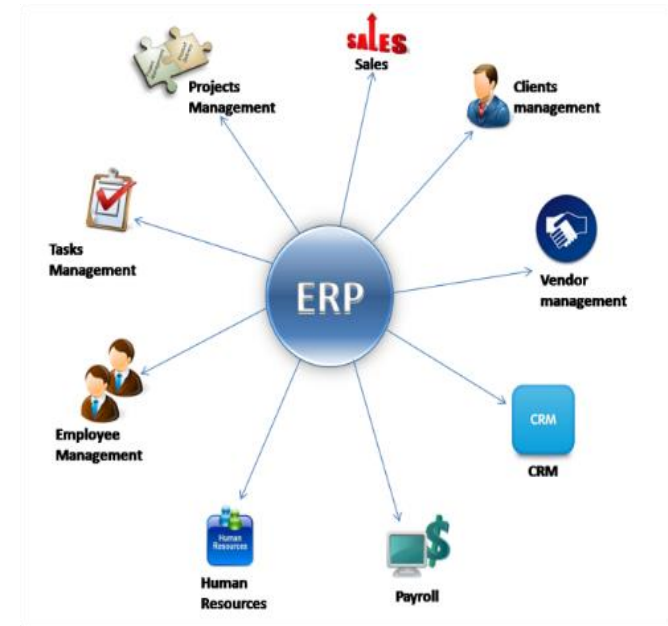 SALES
Sales
Clients
management
Projects
Management
Tasks
Management
ERP
Vendor
management
CRM
CRM
Employee
Management
Human
Resources
Human
Resources
Payroll
$